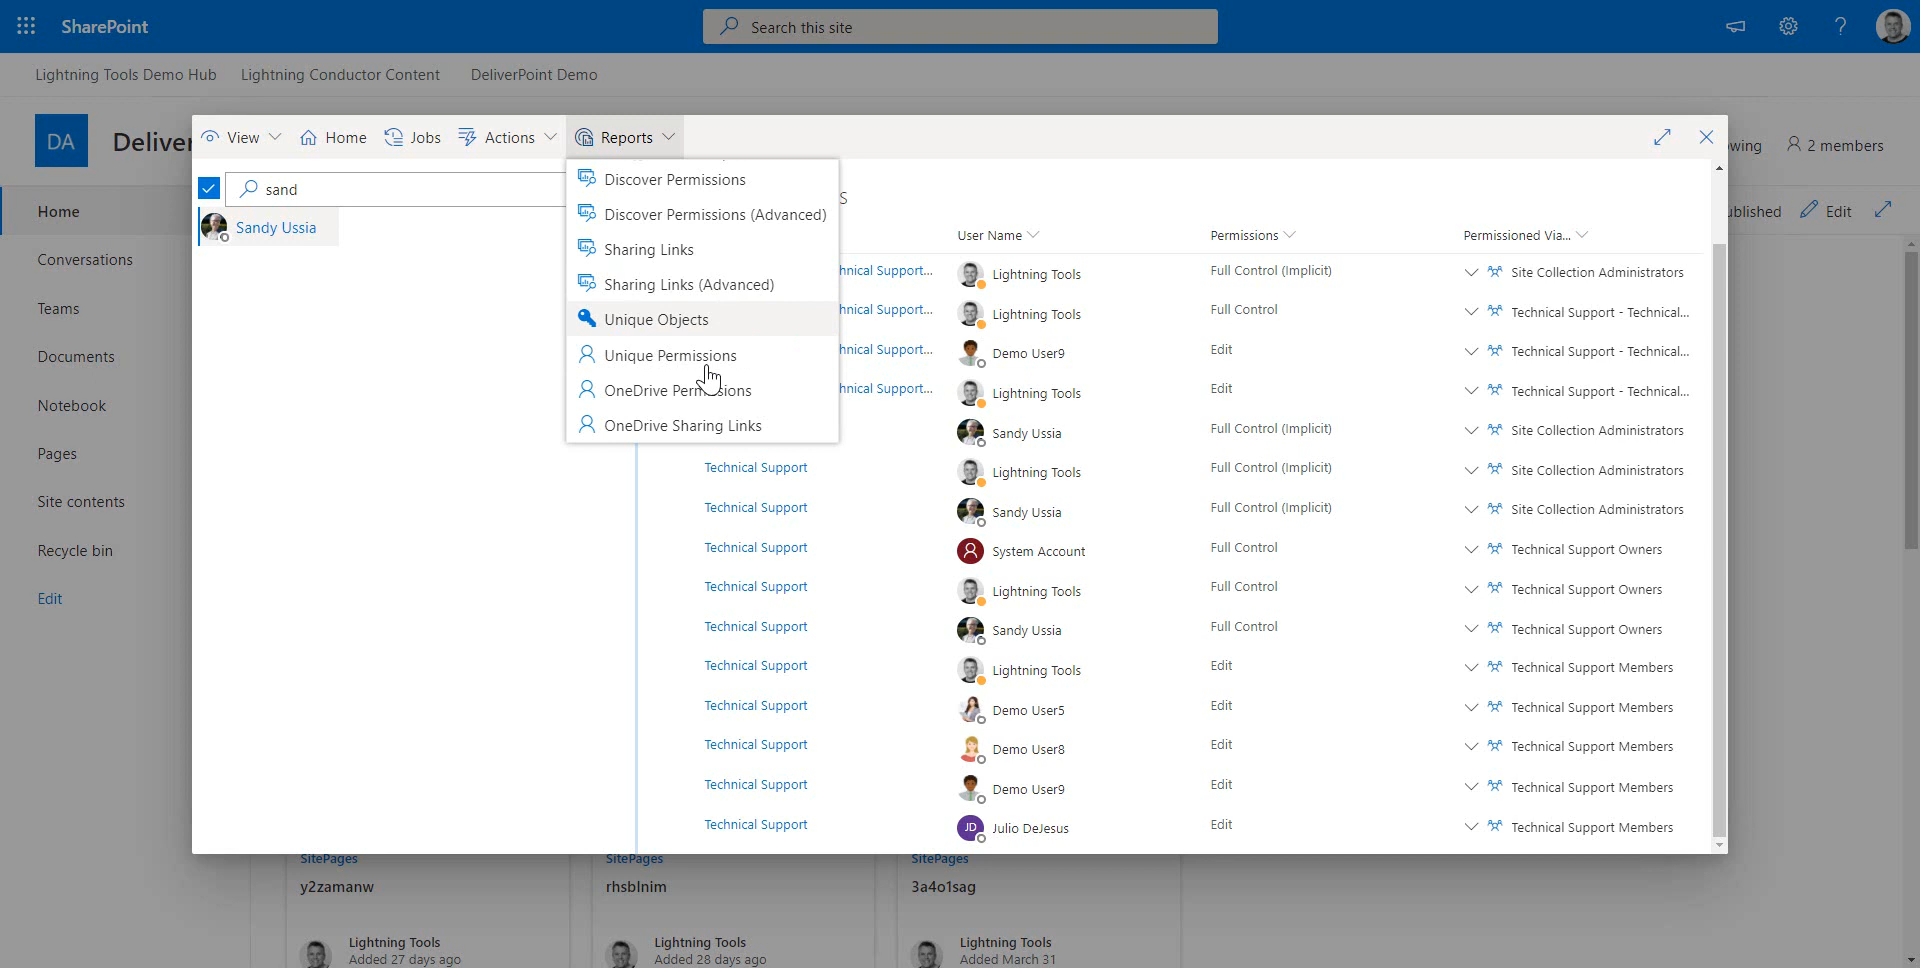 SharePoint
Search this site
Lightning Tools Demo Hub
Lightning Conductor Content
DeliverPoint Demo
DA
Deliver
wing
2 members
View
Home
Jobs
Actions
Reports
Home
Conversations
Teams
Documents
Notebook
Pages
Site contents
Recycle bin
Edit
sand
Sandy Ussia
Discover Permissions
Discover Permissions (Advanced)
Sharing Links
Sharing Links (Advanced)
Unique Objects
Unique Permissions
OneDrive Permissions
OneDrive Sharing Links
s
ublished
Edit
User Name
Permissions
Permissioned Via...
hnical Support...
Lightning Tools
Full Control (Implicit)
Site Collection Administrators
hnical Support...
Lightning Tools
Full Control
Technical Support - Technical...
hnical Support...
Demo User9
Edit
Technical Support - Technical...
hnical Support...
Lightning Tools
Edit
Technical Support - Technical...
Sandy Ussia
Full Control (Implicit)
Site Collection Administrators
Technical Support
Lightning Tools
Full Control (Implicit)
Site Collection Administrators
Technical Support
Sandy Ussia
Full Control (Implicit)
Site Collection Administrators
Technical Support
System Account
Full Control
Technical Support Owners
Technical Support
Lightning Tools
Full Control
Technical Support Owners
Technical Support
Sandy Ussia
Full Control
Technical Support Owners
Technical Support
Lightning Tools
Edit
Technical Support Members
Technical Support
Demo User5
Edit
Technical Support Members
Technical Support
Demo User8
Edit
Technical Support Members
Technical Support
Demo User9
Edit
Technical Support Members
Technical Support
JD
Julio DeJesus
Edit
Technical Support Members
SitePages
y2zamanw
Lightning Tools
Added 27 days ago
SitePages
rhsblnim
Lightning Tools
Added 28 days ago
SitePages
3a4o1sag
Lightning Tools
Added March 31